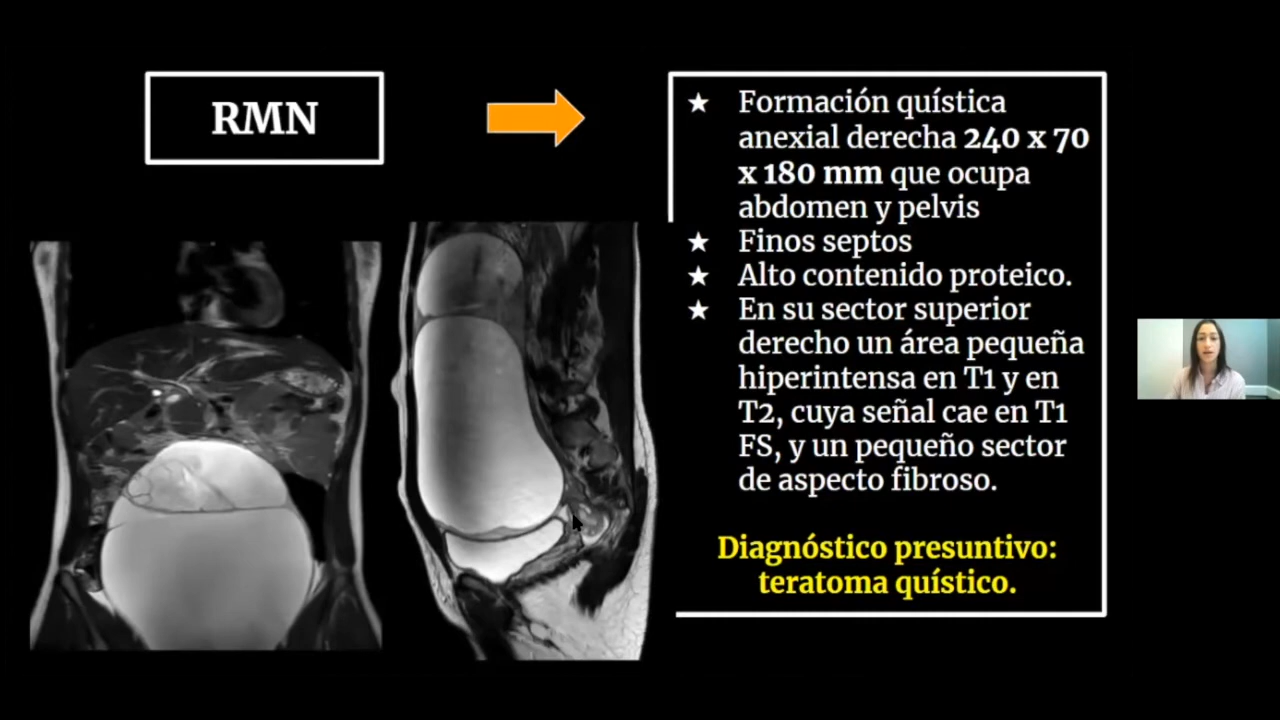 RMN
★ Formación quística
anexial derecha 240 x 70
x 180 mm que ocupa
abdomen y pelvis
★ Finos septos
★ Alto contenido proteico.
★ En su sector superior
derecho un área pequeña
hiperintensa en T1 y en
T2, cuya señal cae en T1
FS, y un pequeño sector
de aspecto fibroso.
Diagnóstico presuntivo:
teratoma quístico.